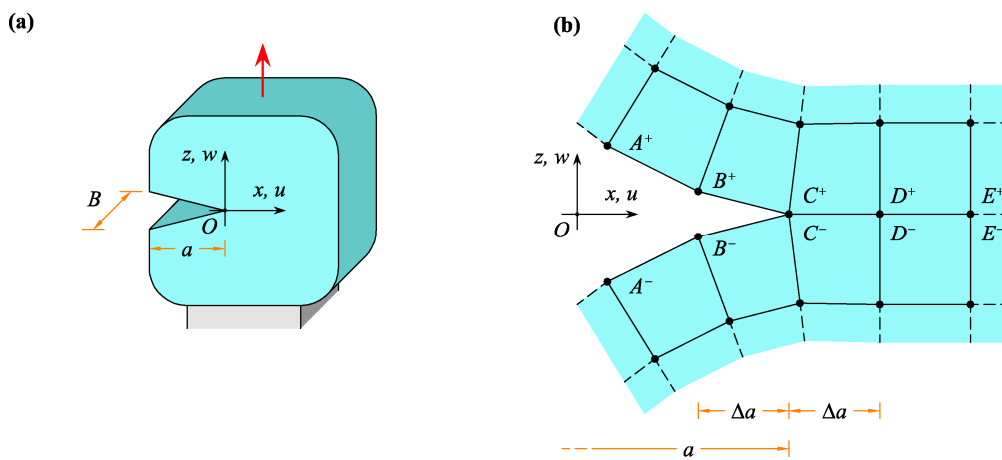 (a)
z, w
x, u
O
B
a
(b)
z, w
x, u
O
A⁺
B⁺
C⁺ D⁺ E⁺
C⁻ D⁻ E⁻
B⁻
A⁻
Δa Δa
a